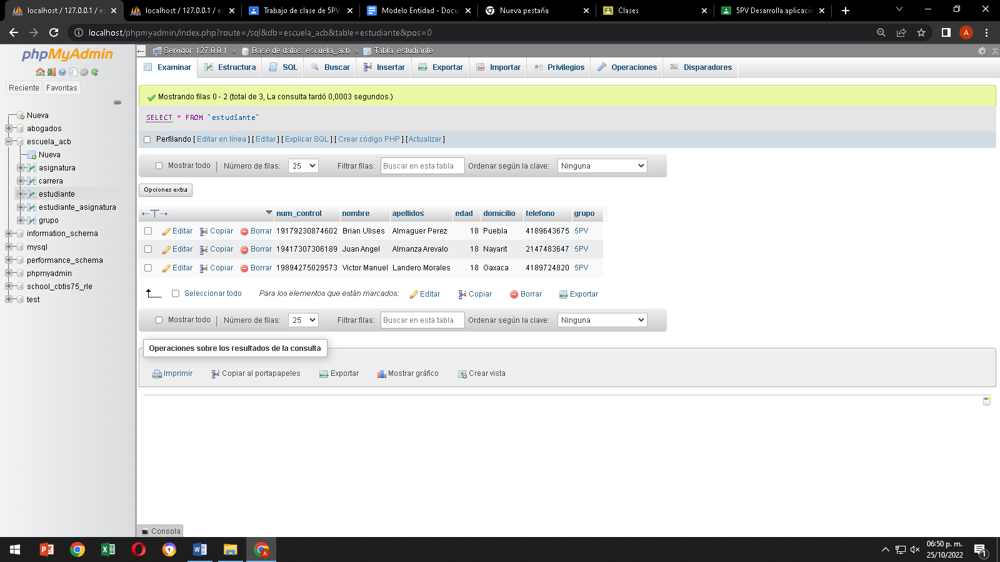 localhost / 127.0.0.1 / es
localhost / 127.0.0.1 / es
Trabajo de clase de 5PV
Modelo Entidad - Docu
Nueva pestaña
Clases
5PV Desarrolla aplicacio
localhost/phpmyadmin/index.php?route=/sql&db=escuela_acb&table=estudiante&pos=0
A
phpMyAdmin
Reciente Favoritas
Nueva
abogados
escuela_acb
Nueva
asignatura
carrera
estudiante
estudiante_asignatura
grupo
information_schema
mysql
performance_schema
phpmyadmin
school_cbtis75_rle
test
Servidor: 127.0.0.1 » Base de datos: escuela_acb » Tabla: estudiante
Examinar Estructura SQL Buscar Insertar Exportar Importar Privilegios Operaciones Disparadores
Mostrando filas 0 - 2 (total de 3, La consulta tardó 0,0003 segundos.)
SELECT * FROM `estudiante`
Perfilando [ Editar en línea ] [ Editar ] [ Explicar SQL ] [ Crear código PHP ] [ Actualizar ]
Mostrar todo | Número de filas: 25 Filtrar filas: Buscar en esta tabla Ordenar según la clave: Ninguna
Opciones extra
←T→ num_control nombre apellidos edad domicilio telefono grupo
Editar Copiar Borrar 19179230874602 Brian Ulises Almaguer Perez 18 Puebla 4189643675 5PV
Editar Copiar Borrar 19417307306189 Juan Angel Almanza Arevalo 18 Nayarit 2147483647 5PV
Editar Copiar Borrar 19894275029573 Victor Manuel Landero Morales 18 Oaxaca 4189724820 5PV
Seleccionar todo Para los elementos que están marcados: Editar Copiar Borrar Exportar
Mostrar todo | Número de filas: 25 Filtrar filas: Buscar en esta tabla Ordenar según la clave: Ninguna
Operaciones sobre los resultados de la consulta
Imprimir Copiar al portapapeles Exportar Mostrar gráfico Crear vista
Consola
06:50 p. m.
25/10/2022
1